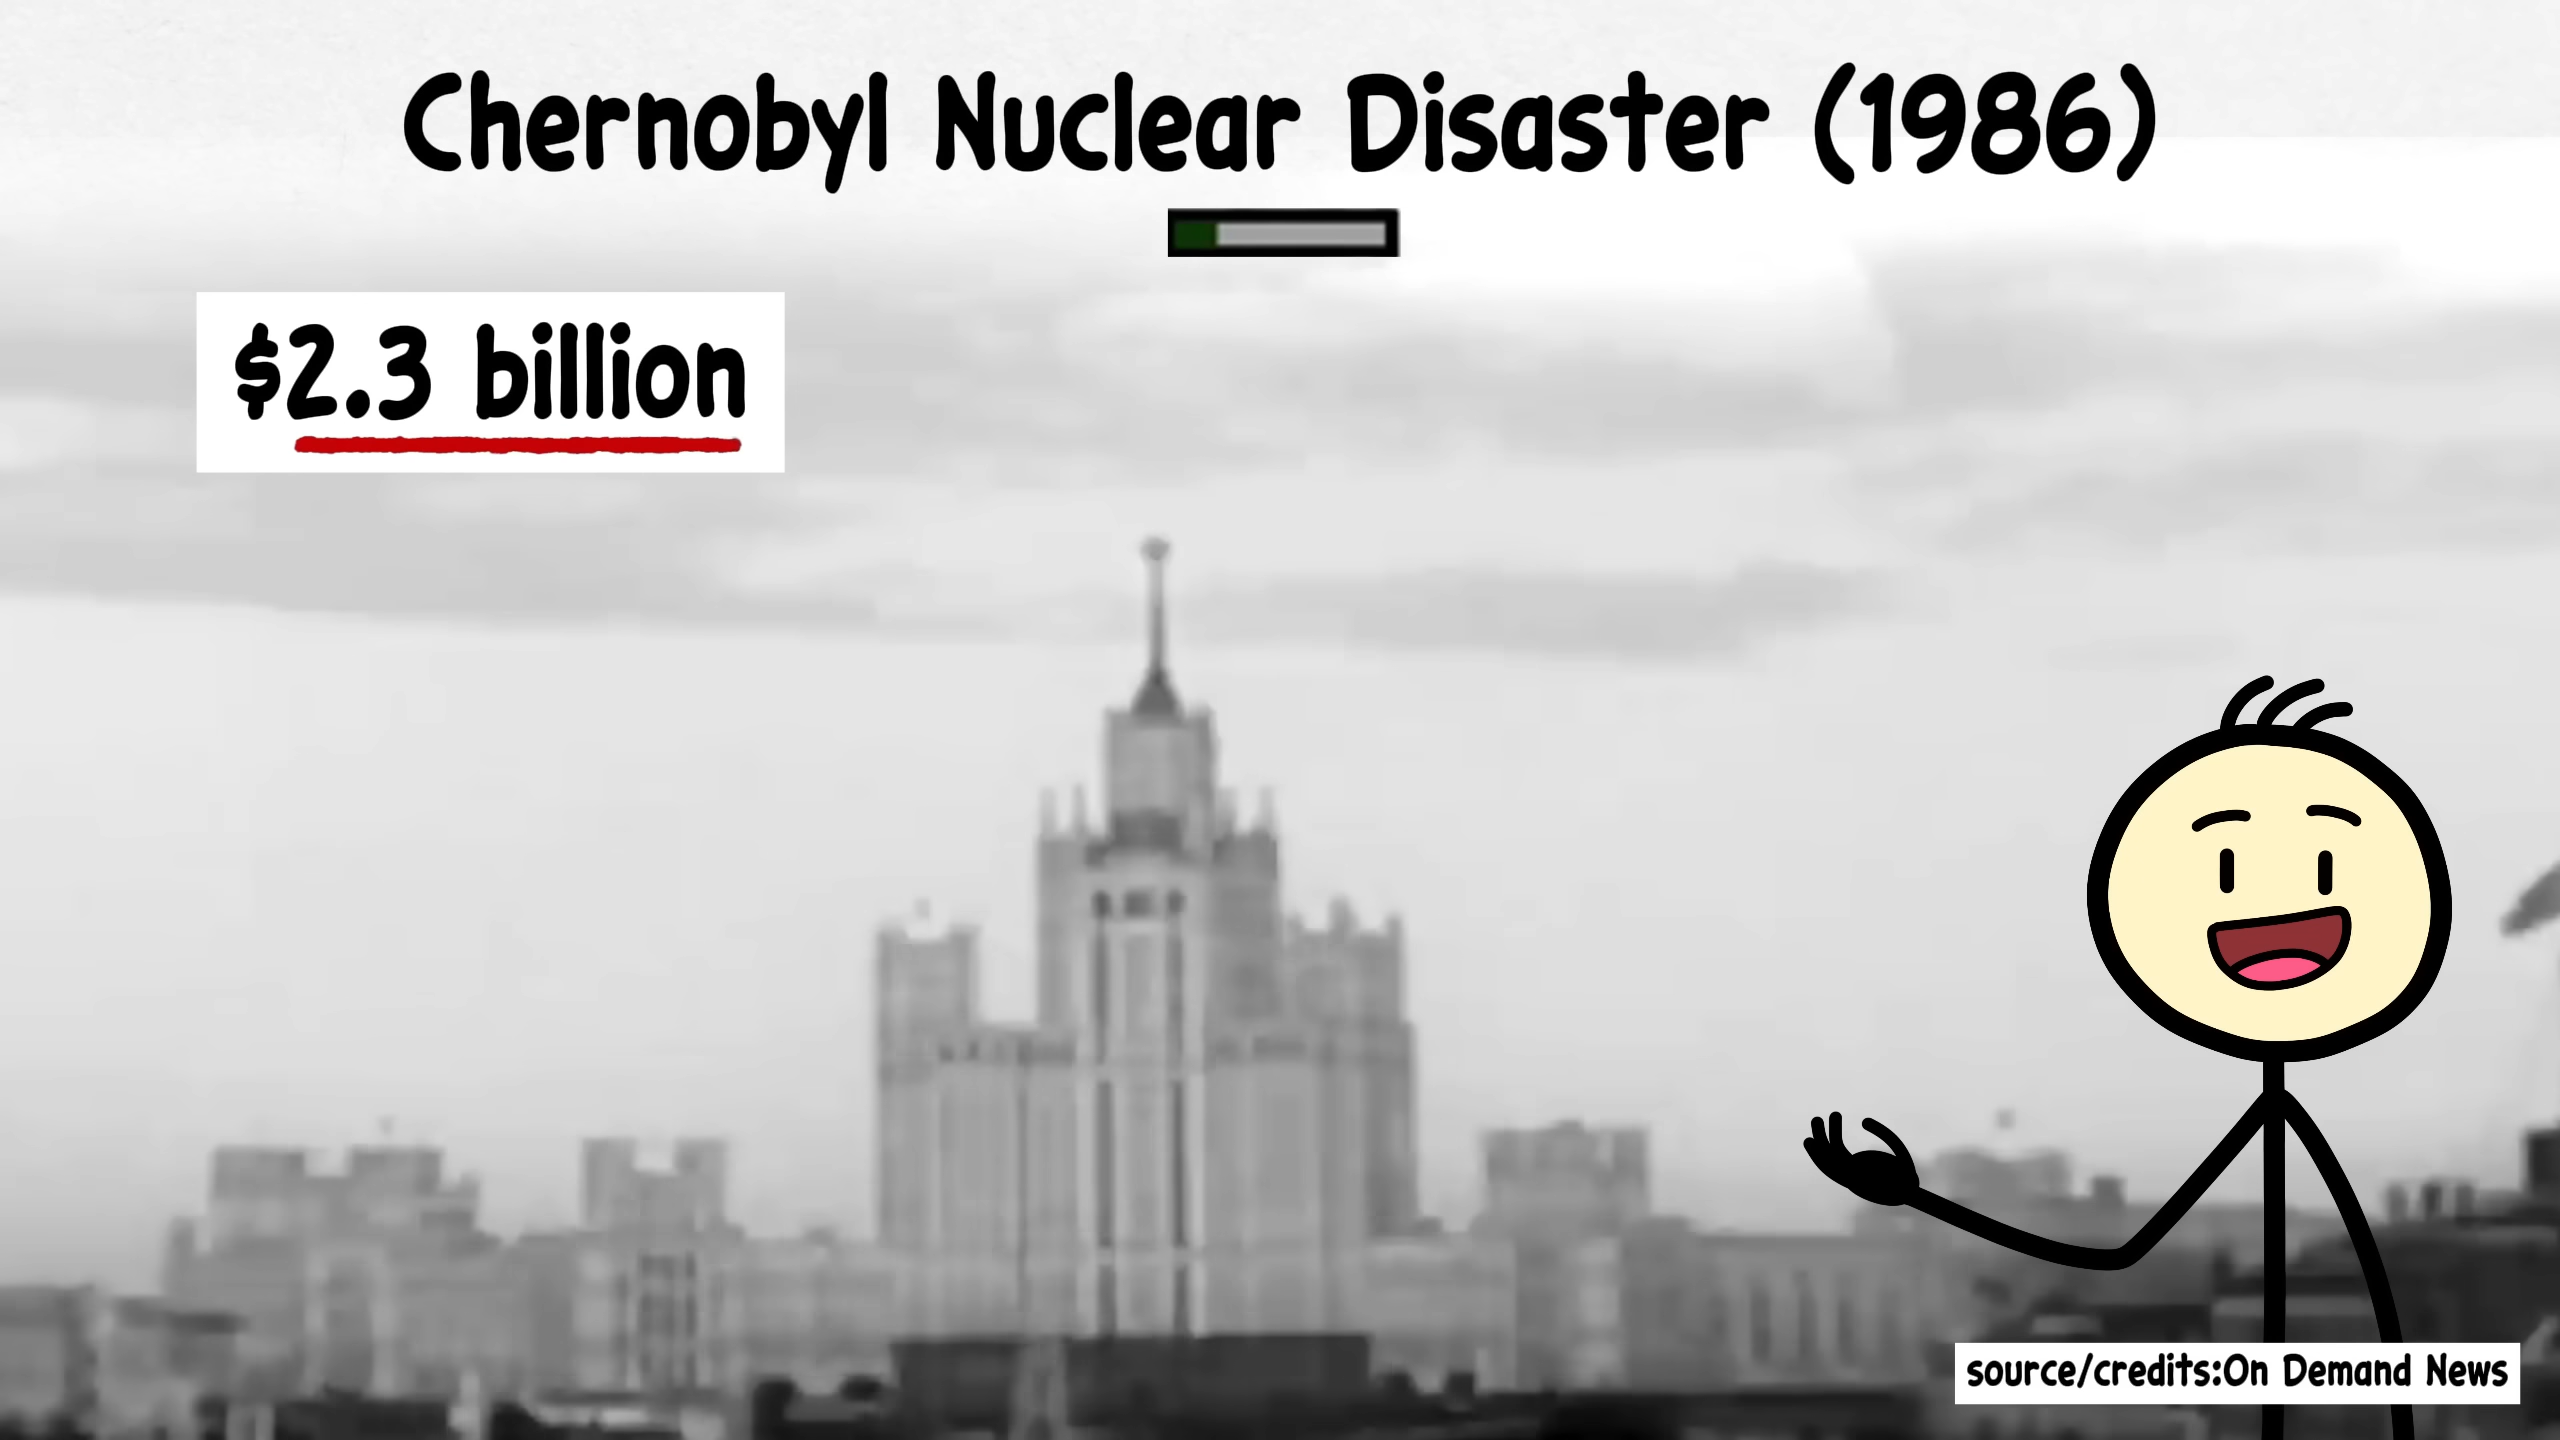 Chernobyl Nuclear Disaster (1986)
$2.3 billion
source/credits:On Demand News